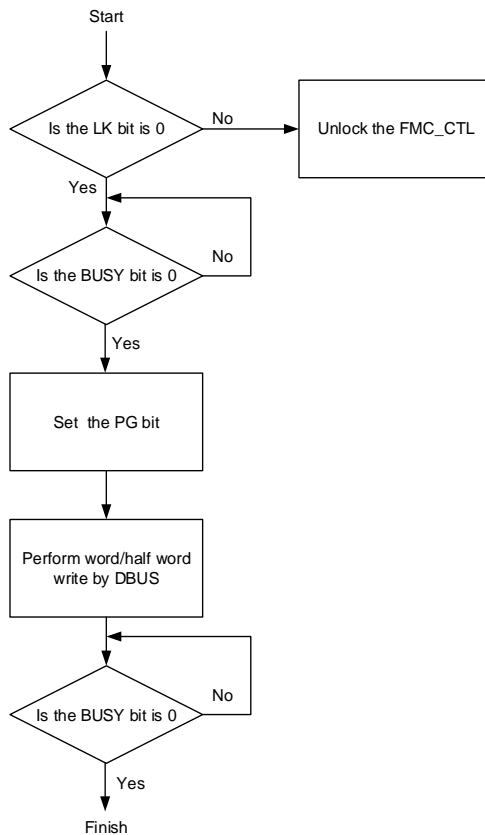 Start
Is the LK bit is 0
No
Unlock the FMC_CTL
Yes
Is the BUSY bit is 0
No
Yes
Set the PG bit
Perform word/half word
write by DBUS
Is the BUSY bit is 0
No
Yes
Finish